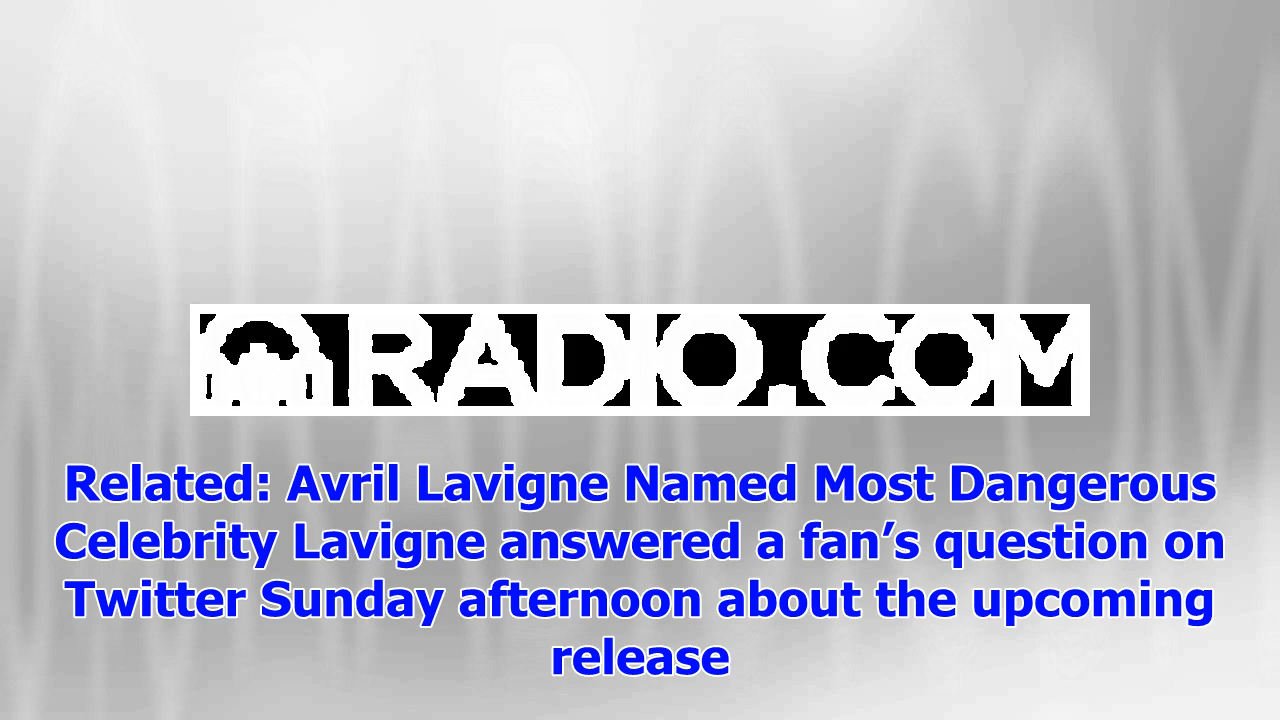 RADIO.COM
Related: Avril Lavigne Named Most Dangerous
Celebrity Lavigne answered a fan’s question on
Twitter Sunday afternoon about the upcoming
release